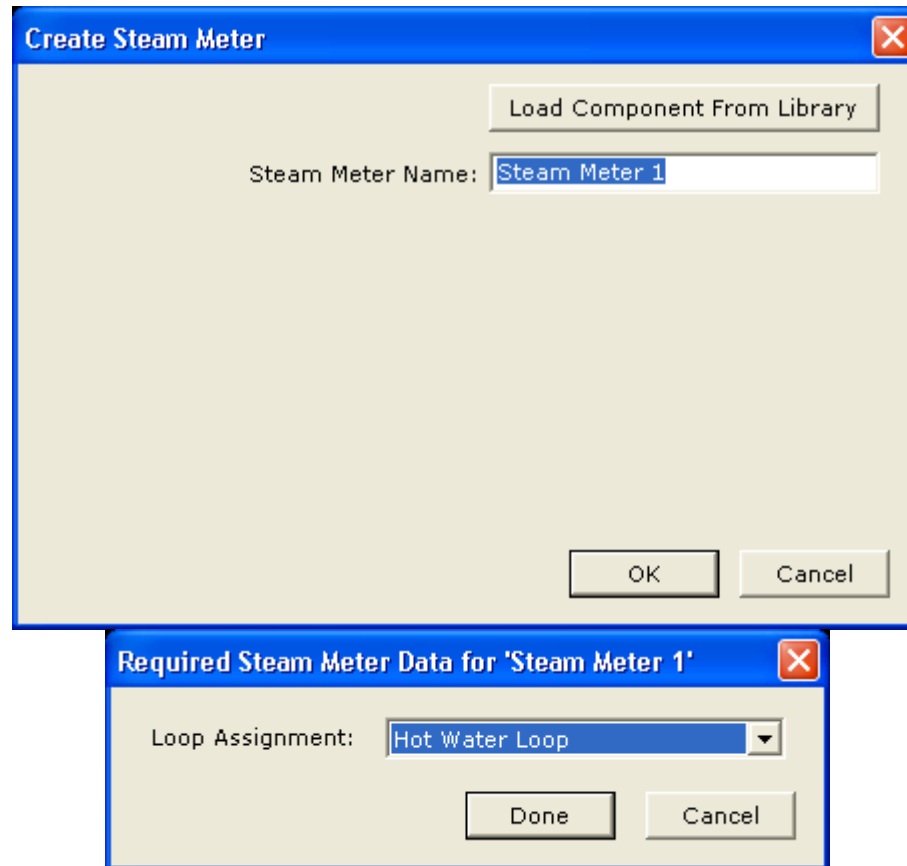 Create Steam Meter
Load Component From Library
Steam Meter Name: Steam Meter 1
OK Cancel
Required Steam Meter Data for 'Steam Meter 1'
Loop Assignment: Hot Water Loop
Done Cancel